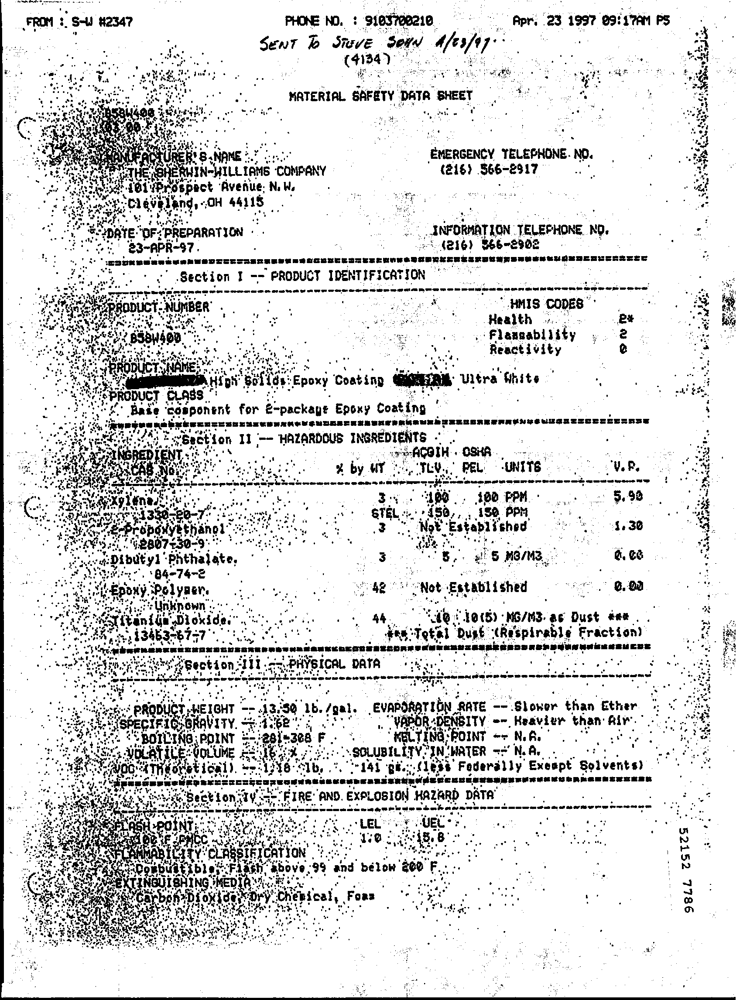 FROM : S-W #2347 PHONE NO. : 9103700210 Apr. 23 1997 09:17AM P5
SENT TO STEVE
(4134)
MATERIAL SAFETY DATA SHEET
B58W400
MANUFACTURER'S NAME EMERGENCY TELEPHONE NO.
THE SHERWIN-WILLIAMS COMPANY (216) 566-2917
101 Prospect Avenue N.W.
Cleveland, OH 44115
DATE OF PREPARATION INFORMATION TELEPHONE NO.
23-APR-97 (216) 566-2902
Section I -- PRODUCT IDENTIFICATION
PRODUCT NUMBER HMIS CODES
Health 2*
B58W400 Flammability 2
Reactivity 0
PRODUCT NAME
High Solids Epoxy Coating Ultra White
PRODUCT CLASS
Base component for 2-package Epoxy Coating
Section II -- HAZARDOUS INGREDIENTS
INGREDIENT ACGIH OSHA
CAS No. % by WT TLV PEL UNITS V.P.
Xylene. 3 100 100 PPM 5.90
1330-20-7 STEL 150 150 PPM
2-Propoxyethanol 3 Not Established 1.30
2807-30-9
Dibutyl Phthalate. 3 5 5 MG/M3 0.00
84-74-2
Epoxy Polymer. 42 Not Established 0.00
Unknown
Titanium Dioxide. 44 10 10(5) MG/M3 as Dust ***
13463-67-7 *** Total Dust (Respirable Fraction)
Section III -- PHYSICAL DATA
PRODUCT WEIGHT -- 13.50 lb./gal. EVAPORATION RATE -- Slower than Ether
SPECIFIC GRAVITY -- 1.62 VAPOR DENSITY -- Heavier than Air
BOILING POINT -- 281-308 F MELTING POINT -- N.A.
VOLATILE VOLUME -- 16 % SOLUBILITY IN WATER -- N.A.
VOC (Theoretical) -- 1.18 lb. 141 gm. (less Federally Exempt Solvents)
Section IV -- FIRE AND EXPLOSION HAZARD DATA
FLASH POINT LEL UEL
100 F PMCC 1.0 15.8
FLAMMABILITY CLASSIFICATION
Combustible, Flash above 99 and below 200 F
EXTINGUISHING MEDIA
Carbon Dioxide, Dry Chemical, Foam
52152 7786